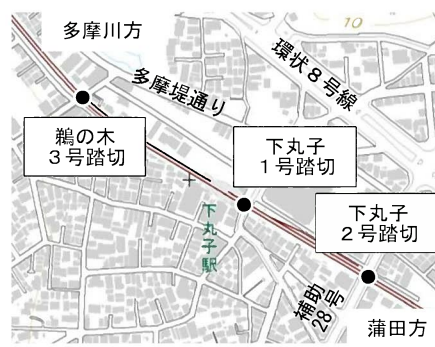 多摩川方
10
環状8号線
多摩堤通り
鵜の木
3号踏切
下丸子
1号踏切
下丸子
2号踏切
下丸子駅
補助
28号
蒲田方